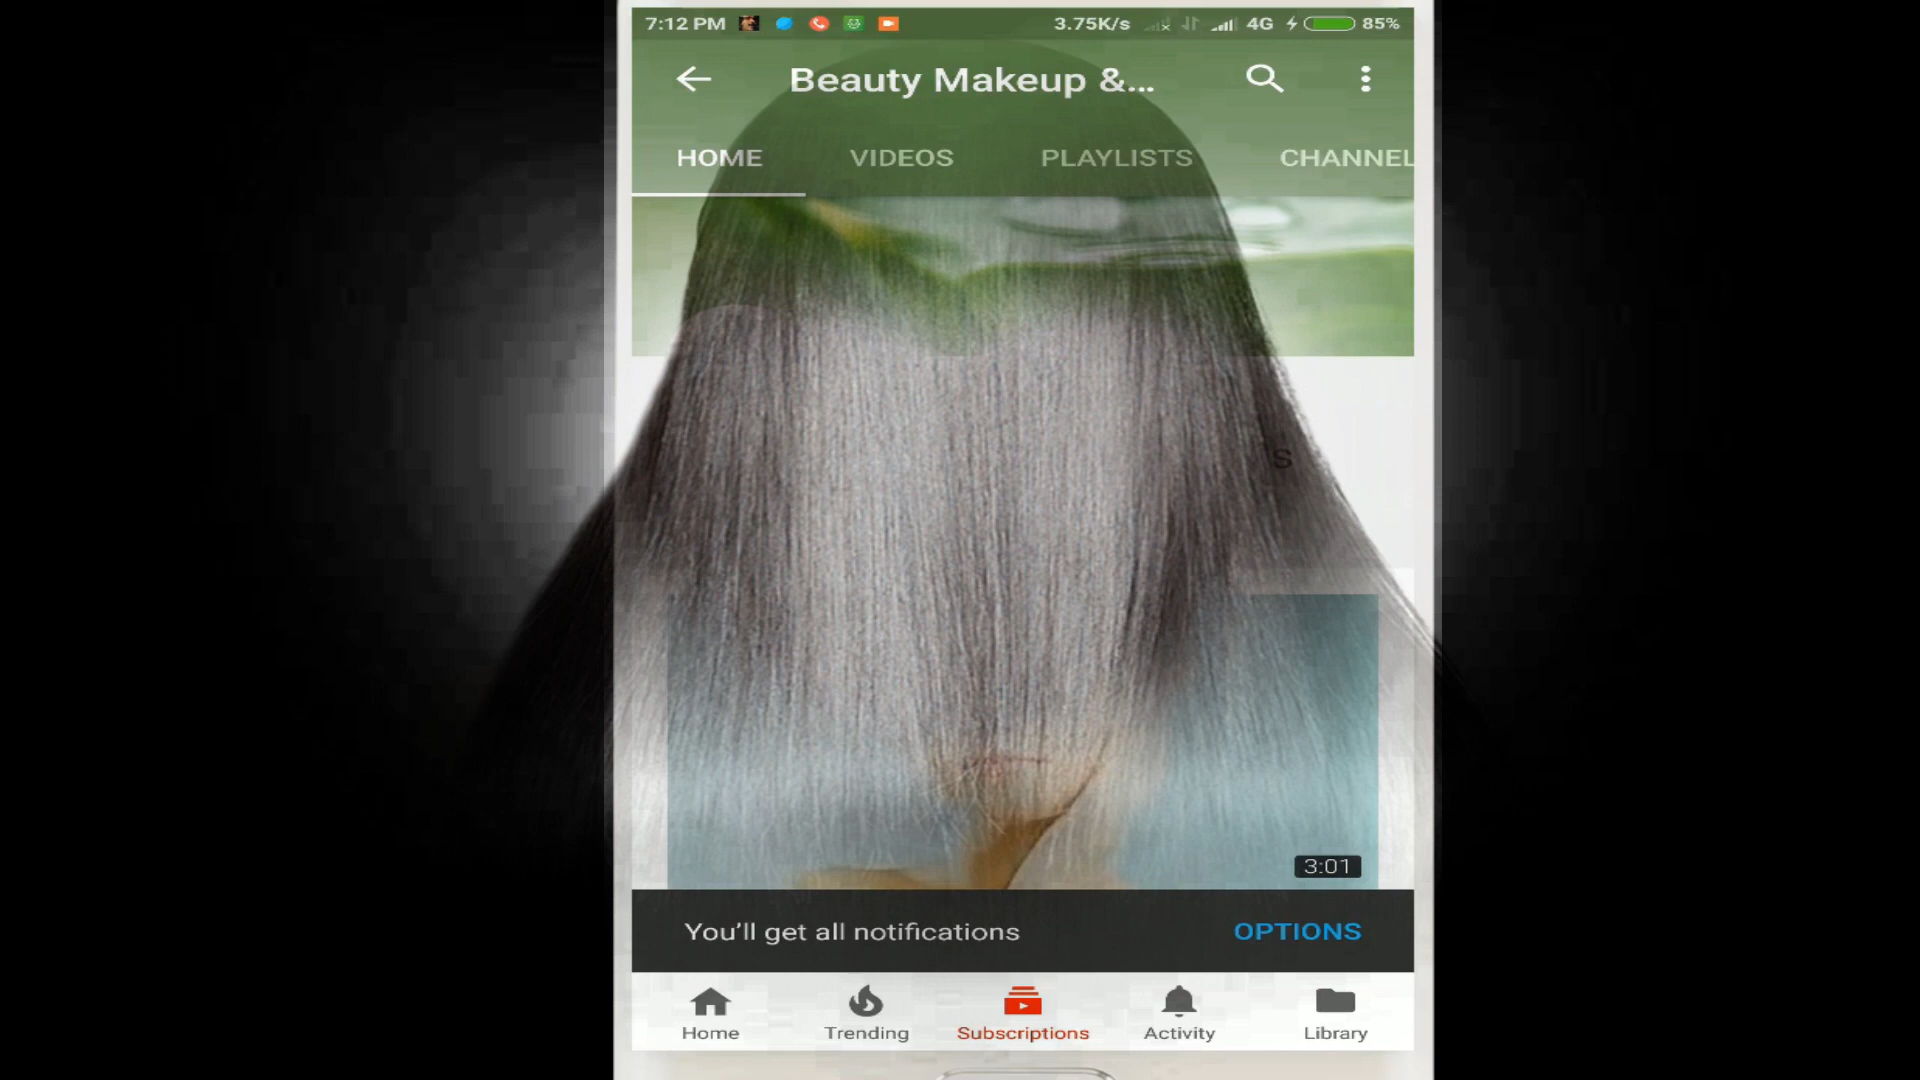 7:12 PM 3.75K/s 4G 85%
Beauty Makeup &...
HOME VIDEOS PLAYLISTS CHANNEL
S
3:01
You'll get all notifications OPTIONS
Home Trending Subscriptions Activity Library